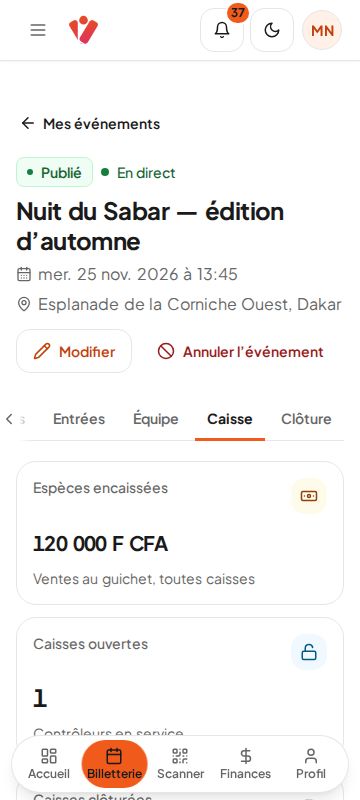 37
MN
Mes événements
Publié
En direct
Nuit du Sabar — édition
d’automne
mer. 25 nov. 2026 à 13:45
Esplanade de la Corniche Ouest, Dakar
Modifier
Annuler l’événement
s
Entrées
Équipe
Caisse
Clôture
Espèces encaissées
120 000 F CFA
Ventes au guichet, toutes caisses
Caisses ouvertes
1
Contrôleurs en service
Accueil
Billetterie
Scanner
Finances
Profil
Caisses clôturées